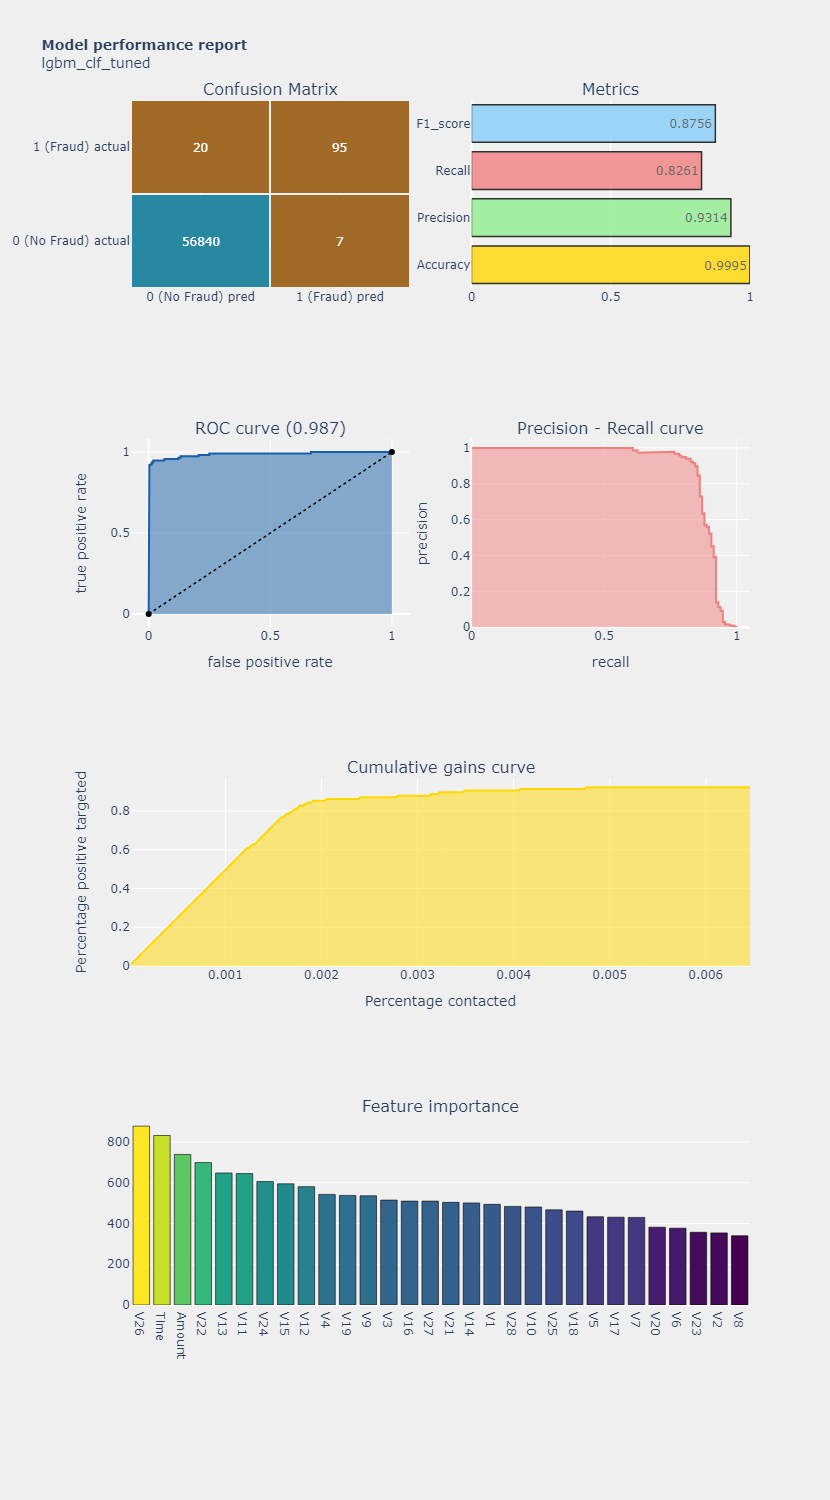 Model performance report
lgbm_clf_tuned
Confusion Matrix
1 (Fraud) actual
20
95
0 (No Fraud) actual
56840
7
0 (No Fraud) pred
1 (Fraud) pred
Metrics
F1_score
0.8756
Recall
0.8261
Precision
0.9314
Accuracy
0.9995
0
0.5
1
ROC curve (0.987)
true positive rate
1
0.5
0
0
0.5
1
false positive rate
Precision - Recall curve
precision
1
0.8
0.6
0.4
0.2
0
0
0.5
1
recall
Cumulative gains curve
Percentage positive targeted
0.8
0.6
0.4
0.2
0
0.001
0.002
0.003
0.004
0.005
0.006
Percentage contacted
Feature importance
800
600
400
200
0
V26
Time
Amount
V22
V13
V11
V24
V15
V12
V4
V19
V9
V3
V16
V27
V21
V14
V1
V28
V10
V25
V18
V5
V17
V7
V20
V6
V23
V2
V8